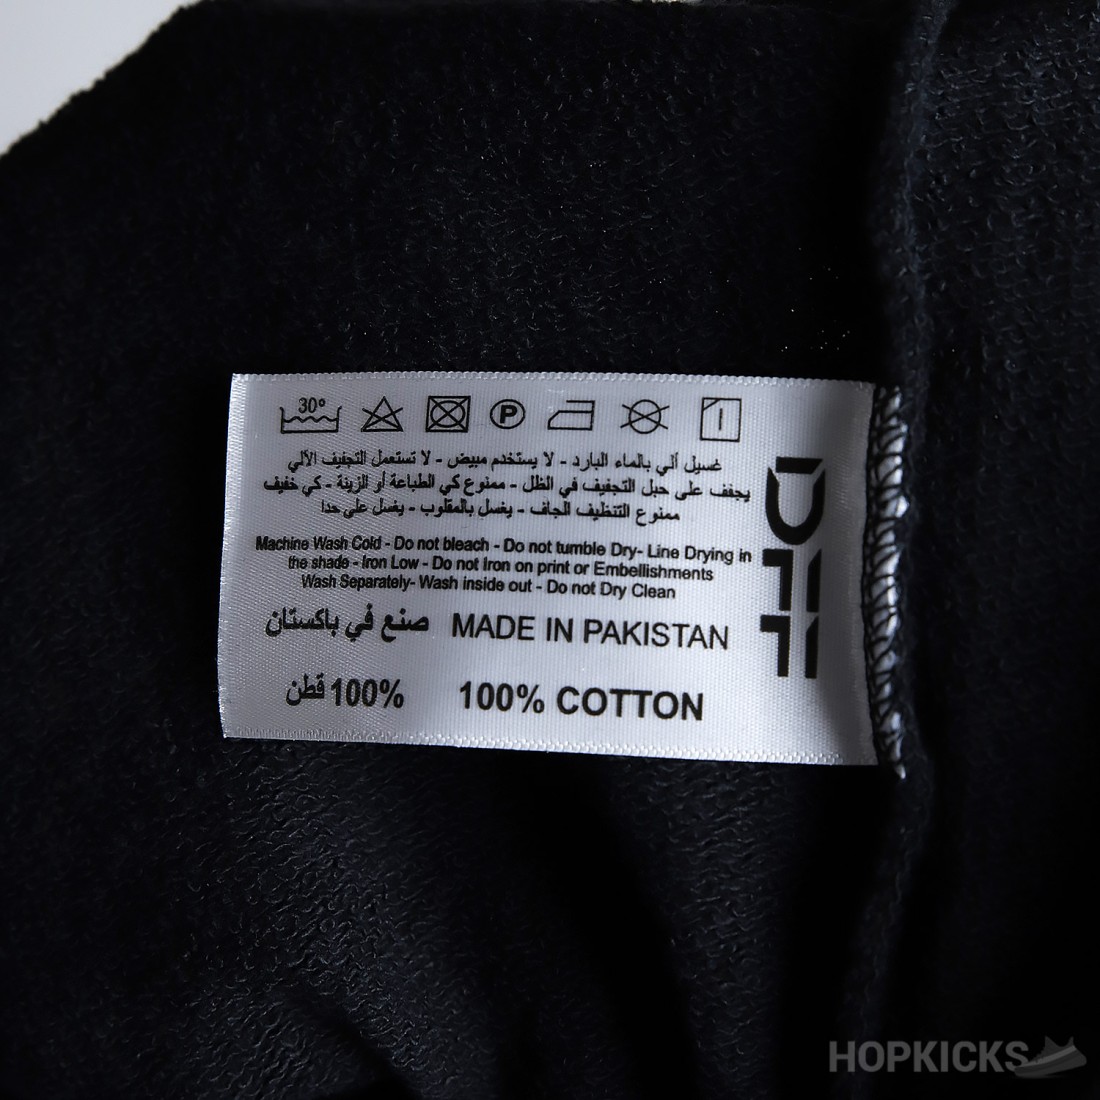 30°
P
غسيل آلي بالماء البارد - لا يستخدم مبيض - لا تستعمل التجفيف الآلي
يجفف على حبل التجفيف في الظل - ممنوع كي الطباعة أو الزينة - كي خفيف
ممنوع التنظيف الجاف - يغسل بالمقلوب - يغسل على حدا
Machine Wash Cold - Do not bleach - Do not tumble Dry- Line Drying in
the shade - Iron Low - Do not Iron on print or Embellishments
Wash Separately- Wash inside out - Do not Dry Clean
صنع في باكستان MADE IN PAKISTAN
100% قطن 100% COTTON
HOPKICKS